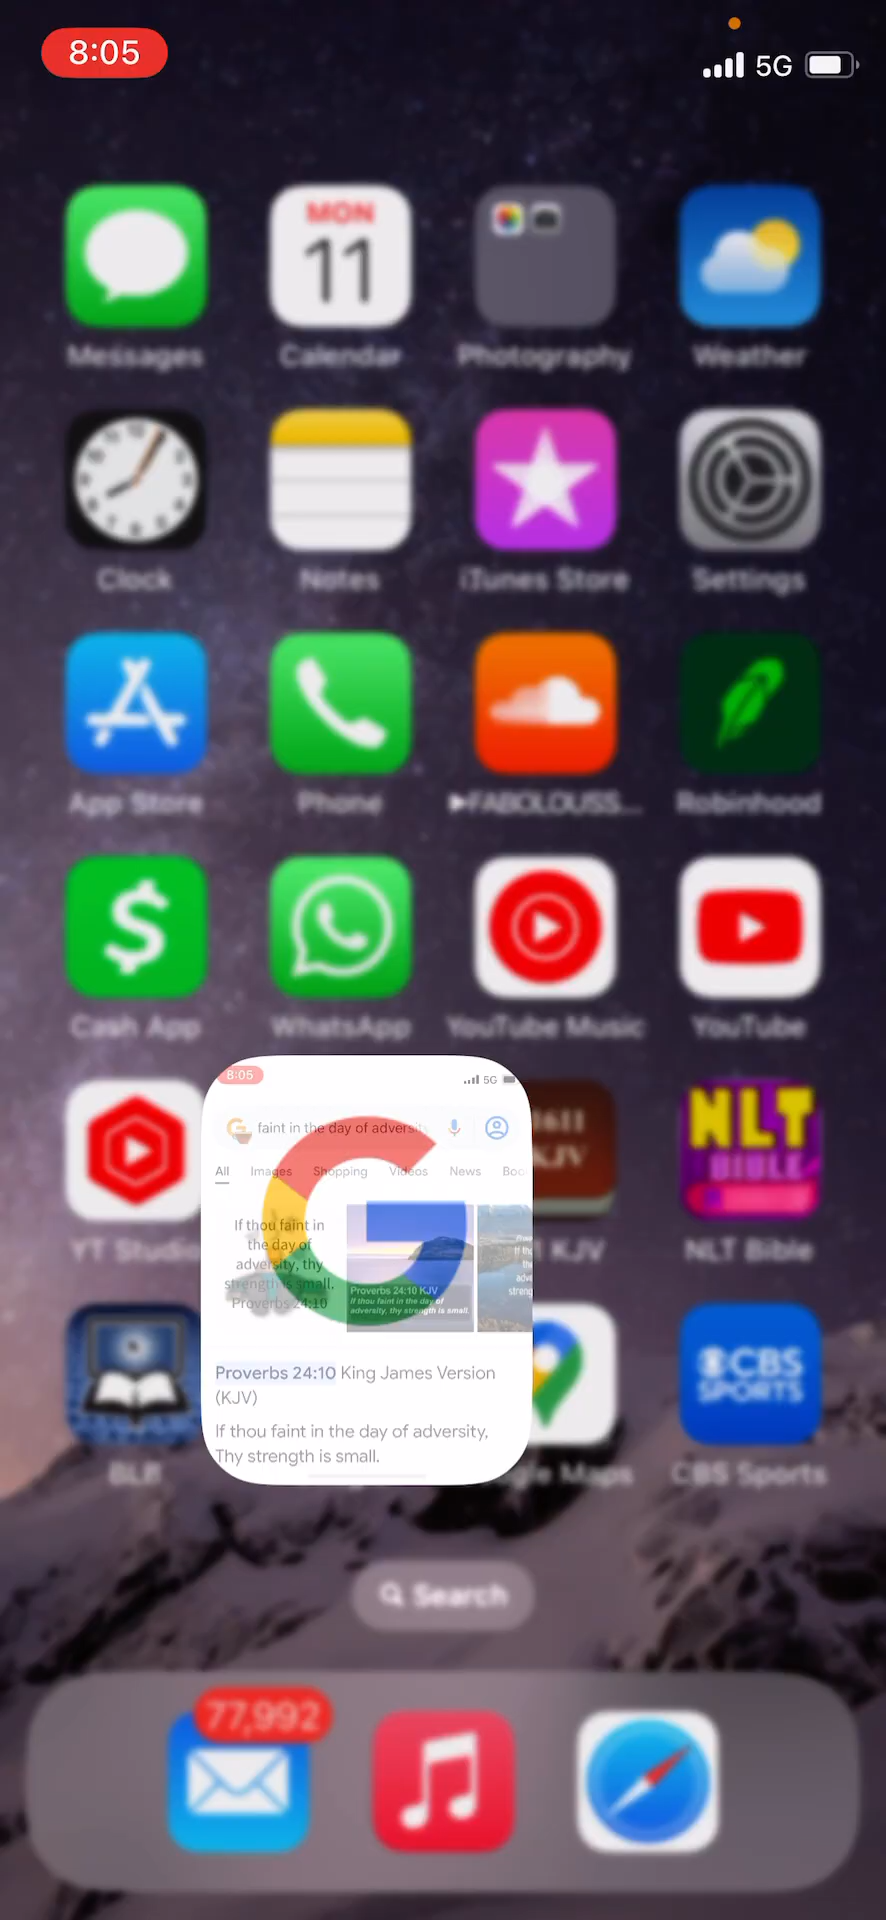 8:05
5G
MON
11
Messages
Calendar
Photography
Weather
Clock
Notes
iTunes Store
Settings
App Store
Phone
▶FABOLOUSS...
Robinhood
$
Cash App
WhatsApp
YouTube Music
YouTube
8:05
5G
faint in the day of adversity
All Images Shopping Videos News Boo
If thou faint in
the day of
adversity, thy
strength is small.
Proverbs 24:10
Proverbs 24:10 KJV
If thou faint in the day of
adversity, thy strength is small.
Proverbs 24:10 King James Version
(KJV)
If thou faint in the day of adversity,
Thy strength is small.
1611
KJV
NLT
BIBLE
YT Studio
KJV
NLT Bible
CBS
SPORTS
BLB
gle Maps
CBS Sports
Search
77,992